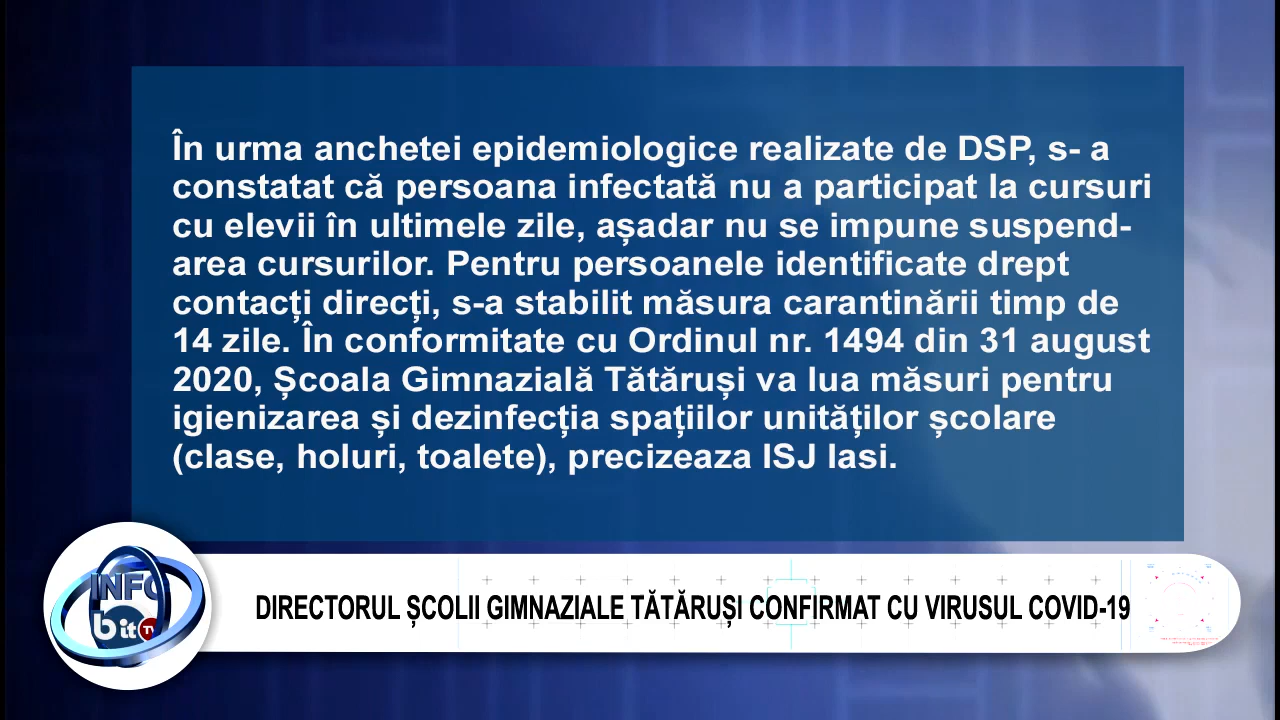 În urma anchetei epidemiologice realizate de DSP, s- a
constatat că persoana infectată nu a participat la cursuri
cu elevii în ultimele zile, așadar nu se impune suspend-
area cursurilor. Pentru persoanele identificate drept
contacți direcți, s-a stabilit măsura carantinării timp de
14 zile. În conformitate cu Ordinul nr. 1494 din 31 august
2020, Școala Gimnazială Tătăruși va lua măsuri pentru
igienizarea și dezinfecția spațiilor unităților școlare
(clase, holuri, toalete), precizeaza ISJ Iasi.
INFO
bit TV
DIRECTORUL ȘCOLII GIMNAZIALE TĂTĂRUȘI CONFIRMAT CU VIRUSUL COVID-19